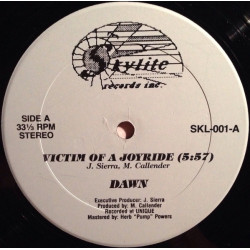 Skylite
records inc.
SIDE A
33⅓ RPM
STEREO
SKL-001-A
VICTIM OF A JOYRIDE (5:57)
J. Sierra, M. Callender
DAWN
Executive Producer: J. Sierra
Produced by: M. Callender
Recorded at UNIQUE
Mastered by: Herb "Pump" Powers